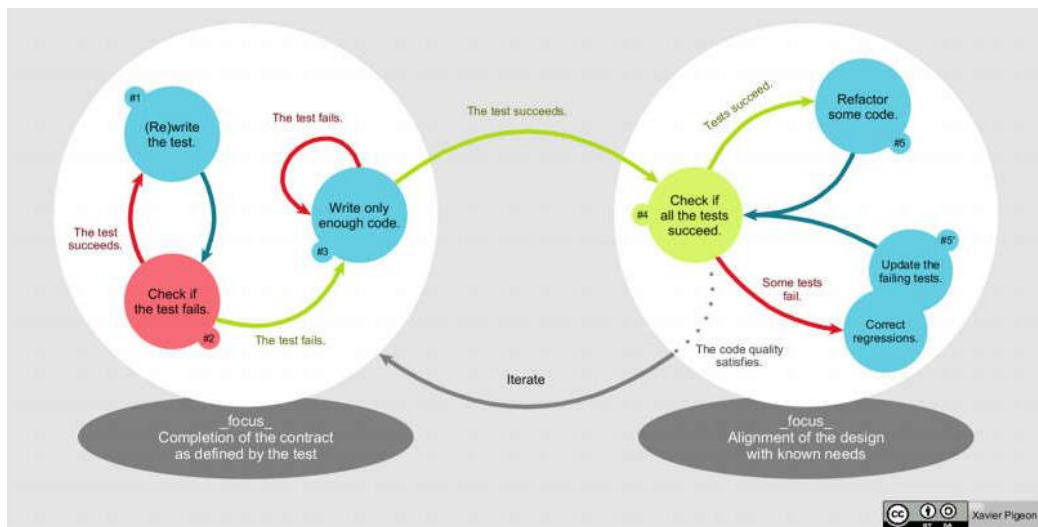 #1
(Re)write
the test.
The test
succeeds.
Check if
the test fails.
#2
The test fails.
The test fails.
Write only
enough code.
#3
The test succeeds.
#4
Check if
all the tests
succeed.
Tests succeed.
Refactor
some code.
#5
#5'
Update the
failing tests.
Some tests
fail.
Correct
regressions.
The code quality
satisfies.
Iterate
_focus_
Completion of the contract
as defined by the test
_focus_
Alignment of the design
with known needs
cc
BY SA
Xavier Pigeon